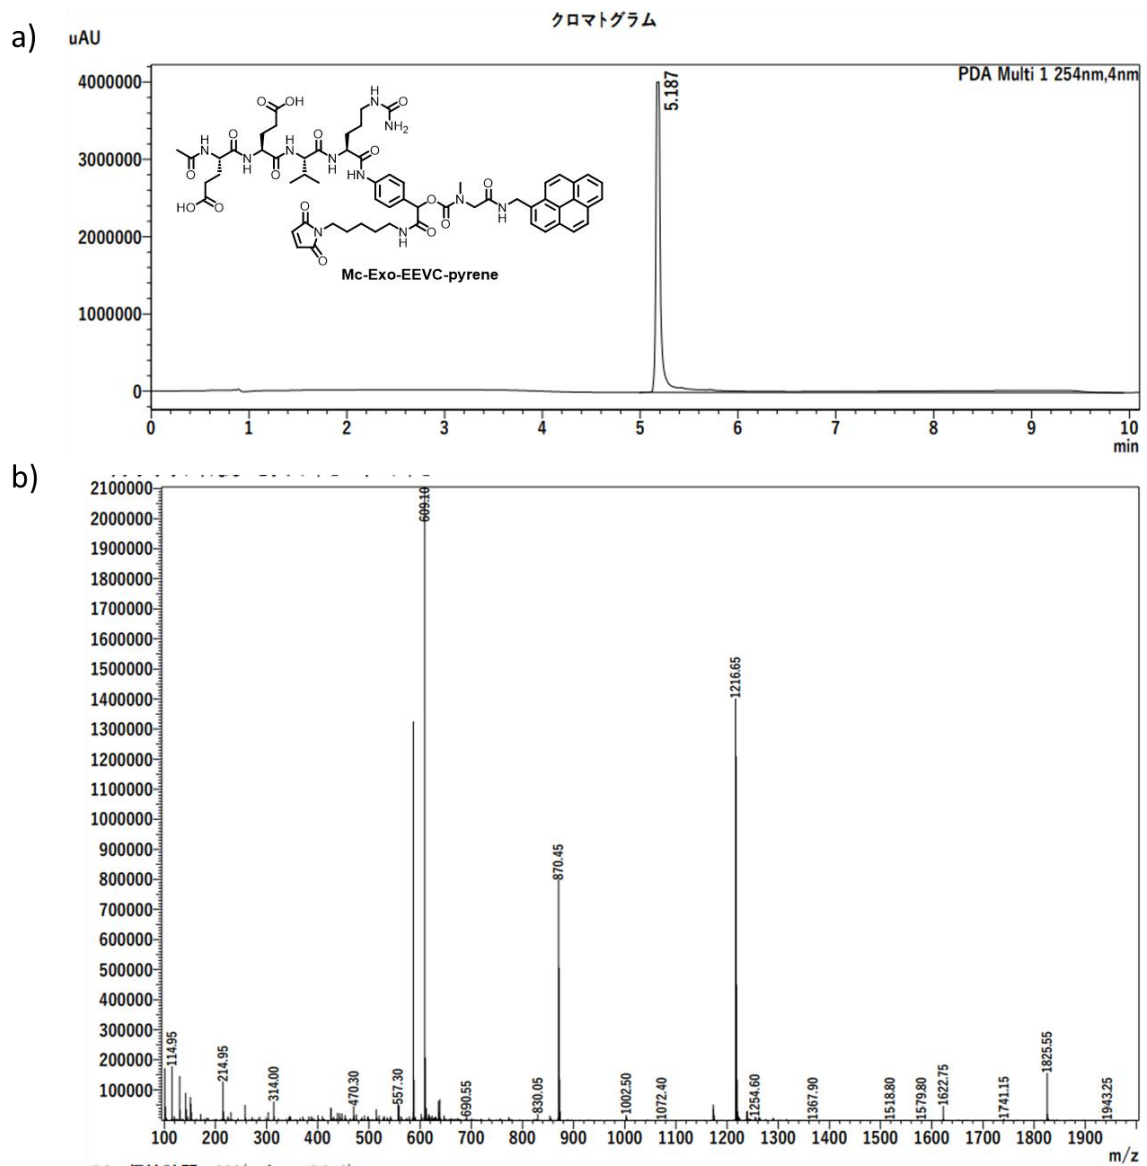 a)
クロマトグラム
uAU
PDA Multi 1 254nm,4nm
5.187
4000000
3000000
2000000
1000000
0
0 1 2 3 4 5 6 7 8 9 10
min
O OH
H N O
NH2
H N O H N O H N O
O N H O N H O
HO O
N H
O O N O N H
O N O N H O
Mc-Exo-EEVC-pyrene
b)
2100000
2000000
1900000
1800000
1700000
1600000
1500000
1400000
1300000
1200000
1100000
1000000
900000
800000
700000
600000
500000
400000
300000
200000
100000
114.95
214.95
314.00
470.30
557.30
609.10
690.55
830.05
870.45
1002.50
1072.40
1216.65
1254.60
1367.90
1518.80
1579.80
1622.75
1741.15
1825.55
1943.25
100 200 300 400 500 600 700 800 900 1000 1100 1200 1300 1400 1500 1600 1700 1800 1900
m/z